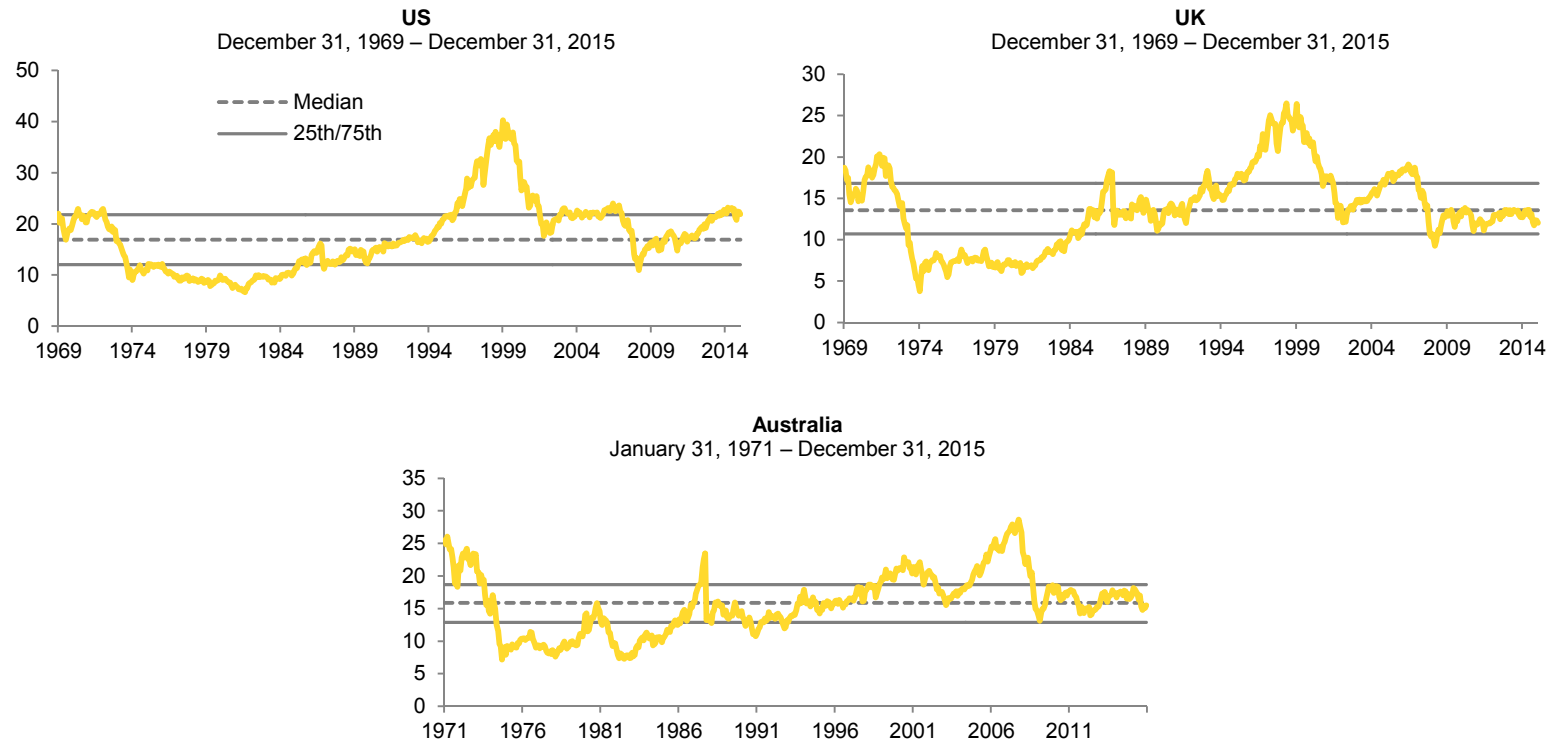 US
December 31, 1969 – December 31, 2015
50
40
30
20
10
0
Median
25th/75th
1969 1974 1979 1984 1989 1994 1999 2004 2009 2014
UK
December 31, 1969 – December 31, 2015
30
25
20
15
10
5
0
1969 1974 1979 1984 1989 1994 1999 2004 2009 2014
Australia
January 31, 1971 – December 31, 2015
35
30
25
20
15
10
5
0
1971 1976 1981 1986 1991 1996 2001 2006 2011